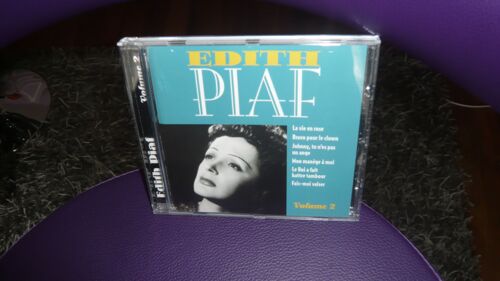 EDITH
PIAF
La vie en rose
Bravo pour le clown
Johnny, tu n'es pas
un ange
Mon manège à moi
Le Roi a fait
battre tambour
Fais-moi valser
Volume 2
Volume 2
Edith Piaf